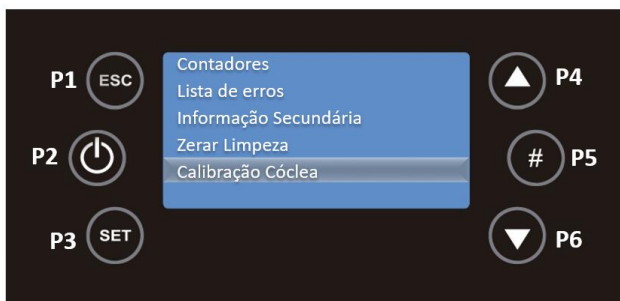 P1 ESC
P2
P3 SET
Contadores
Lista de erros
Informação Secundária
Zerar Limpeza
Calibração Cóclea
P4
# P5
P6